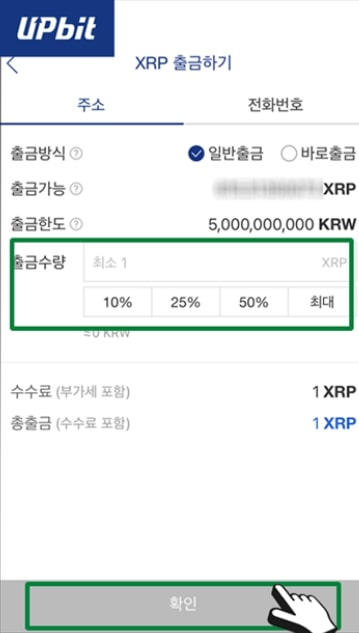 UPbit
XRP 출금하기
주소 전화번호
출금방식 ? 일반출금 바로출금
출금가능 ? XRP
출금한도 ? 5,000,000,000 KRW
출금수량 최소 1 XRP
10% 25% 50% 최대
≈0 KRW
수수료 (부가세 포함) 1 XRP
총출금 (수수료 포함) 1 XRP
확인